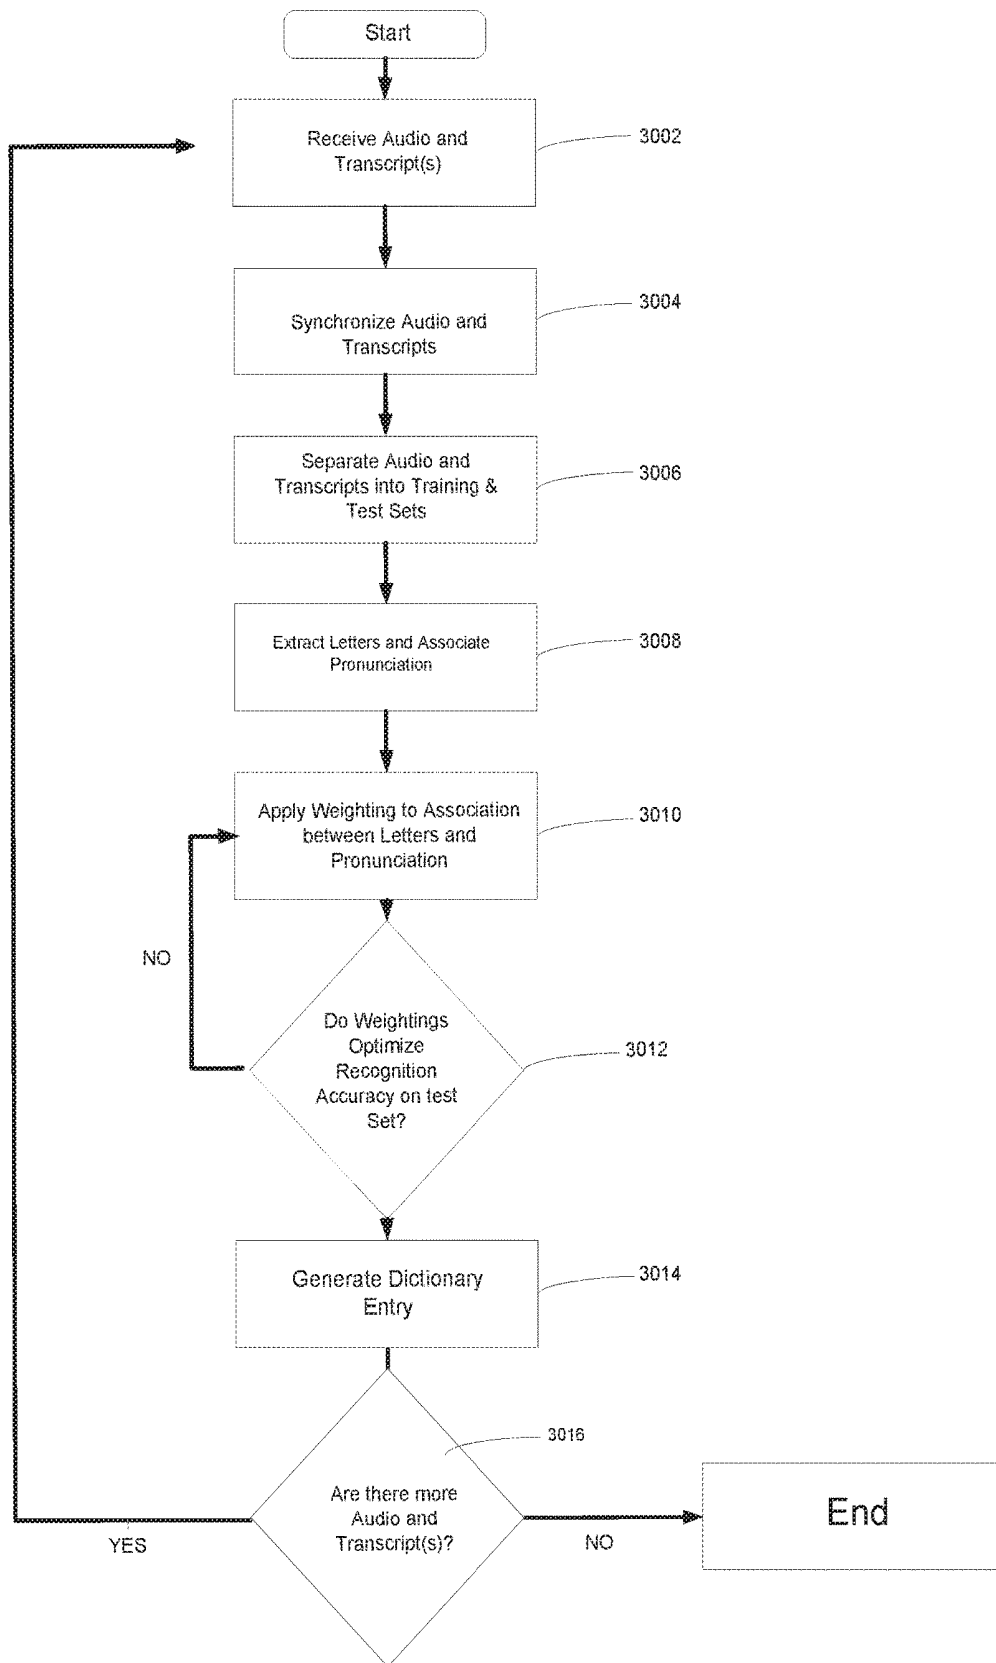 Start
Receive Audio and
Transcript(s)
3002
Synchronize Audio and
Transcripts
3004
Separate Audio and
Transcripts into Training &
Test Sets
3006
Extract Letters and Associate
Pronunciation
3008
Apply Weighting to Association
between Letters and
Pronunciation
3010
NO
Do Weightings
Optimize
Recognition
Accuracy on test
Set?
3012
Generate Dictionary
Entry
3014
3016
Are there more
Audio and
Transcript(s)?
YES
NO
End